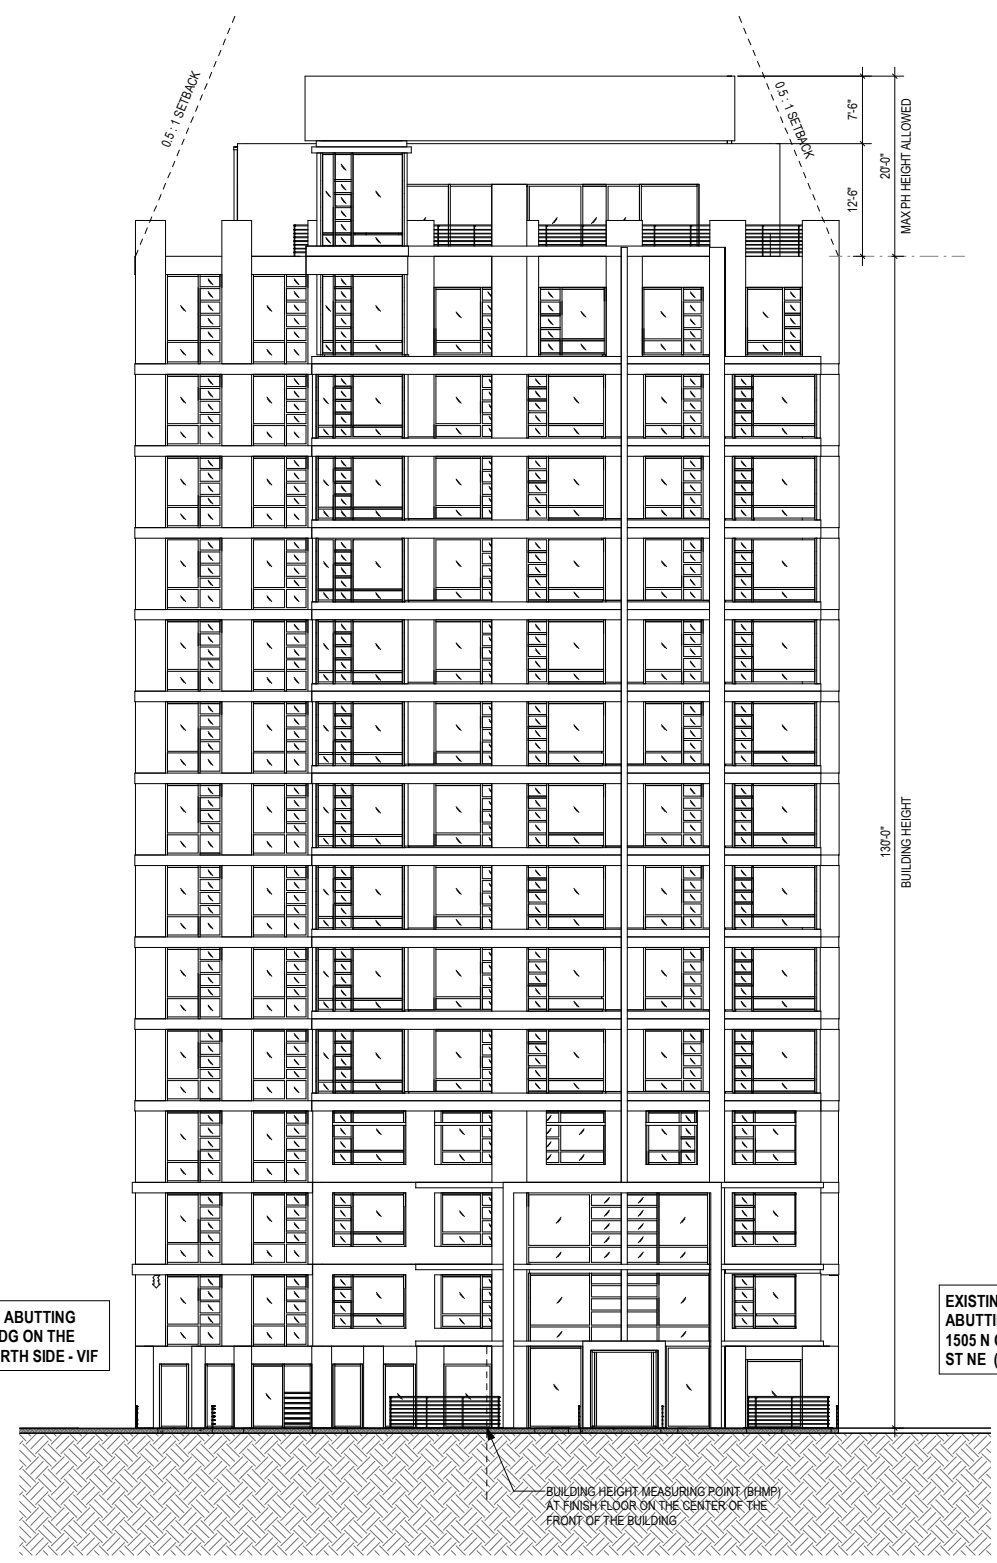 0.5 : 1 SETBACK
0.5 : 1 SETBACK
7'-6"
12'-6"
20'-0"
MAX PH HEIGHT ALLOWED
130'-0"
BUILDING HEIGHT
ABUTTING
DG ON THE
RTH SIDE - VIF
EXISTIN
ABUTTI
1505 N
ST NE (
BUILDING HEIGHT MEASURING POINT (BHMP)
AT FINISH FLOOR ON THE CENTER OF THE
FRONT OF THE BUILDING